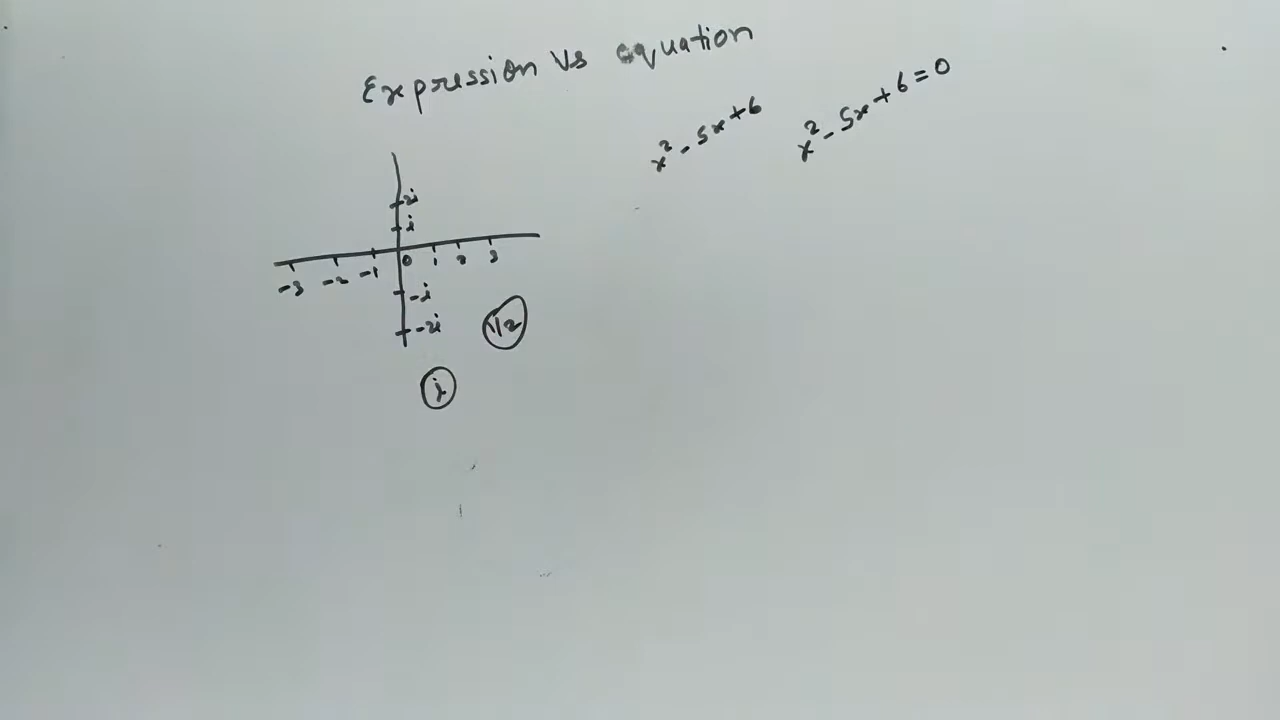 Expression Vs equation
x² - 5x + 6 x² - 5x + 6 = 0
2i
i
-3 -2 -1 0 1 2 3
-i
-2i
1/2
i